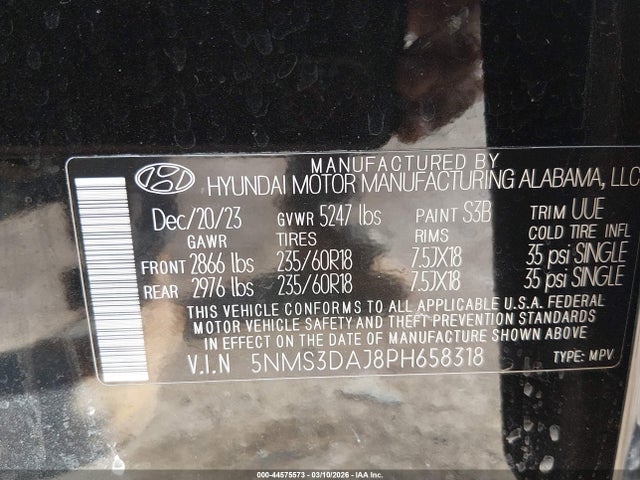 MANUFACTURED BY
HYUNDAI MOTOR MANUFACTURING ALABAMA, LLC
Dec/20/23 GVWR 5247 lbs PAINT S3B TRIM UUE
GAWR TIRES RIMS COLD TIRE INFL
FRONT 2866 lbs 235/60R18 7.5JX18 35 psi SINGLE
REAR 2976 lbs 235/60R18 7.5JX18 35 psi SINGLE
THIS VEHICLE CONFORMS TO ALL APPLICABLE U.S.A. FEDERAL
MOTOR VEHICLE SAFETY AND THEFT PREVENTION STANDARDS
IN EFFECT ON THE DATE OF MANUFACTURE SHOWN ABOVE
V.I.N 5NMS3DAJ8PH658318 TYPE: MPV
000-44575573 - 03/10/2026 - IAA Inc.